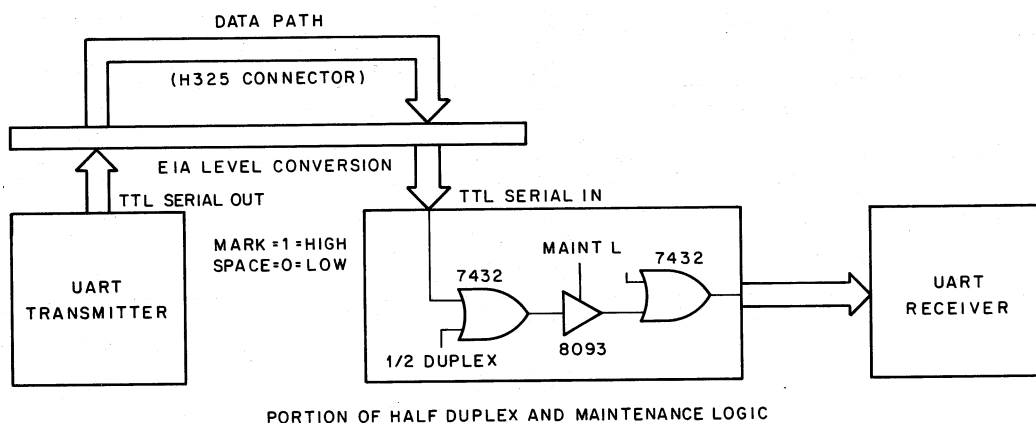 DATA PATH
(H325 CONNECTOR)
EIA LEVEL CONVERSION
TTL SERIAL OUT
TTL SERIAL IN
MARK = 1 = HIGH
SPACE = 0 = LOW
UART
TRANSMITTER
7432
MAINT L
7432
1/2 DUPLEX
8093
UART
RECEIVER
PORTION OF HALF DUPLEX AND MAINTENANCE LOGIC